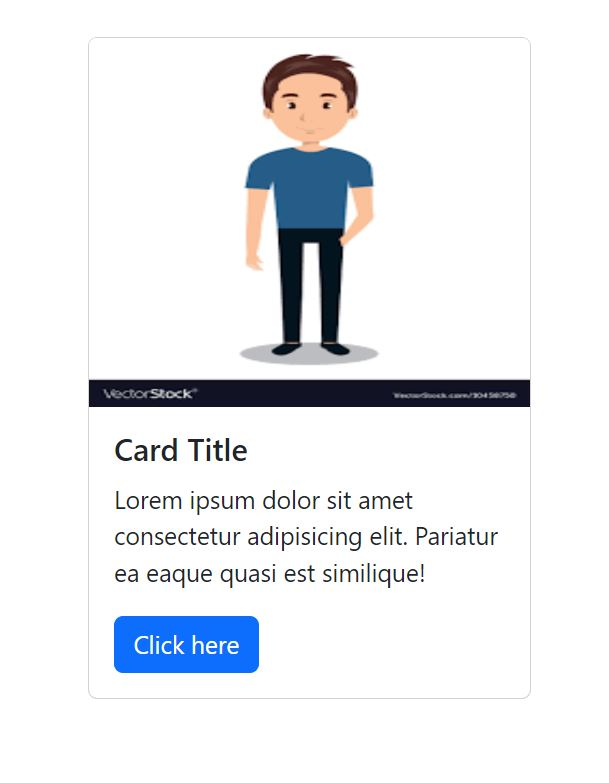 VectorStock®
VectorStock.com/30458750
Card Title
Lorem ipsum dolor sit amet
consectetur adipisicing elit. Pariatur
ea eaque quasi est similique!
Click here